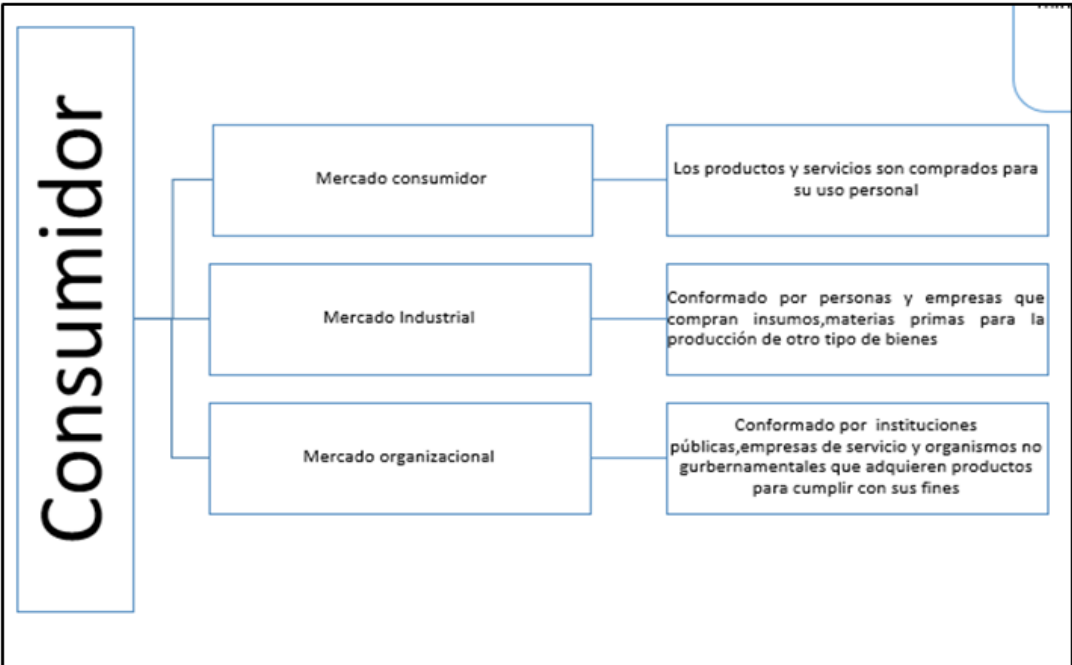 Consumidor
Mercado consumidor
Los productos y servicios son comprados para
su uso personal
Mercado Industrial
Conformado por personas y empresas que
compran insumos,materias primas para la
producción de otro tipo de bienes
Mercado organizacional
Conformado por instituciones
públicas,empresas de servicio y organismos no
gurbernamentales que adquieren productos
para cumplir con sus fines